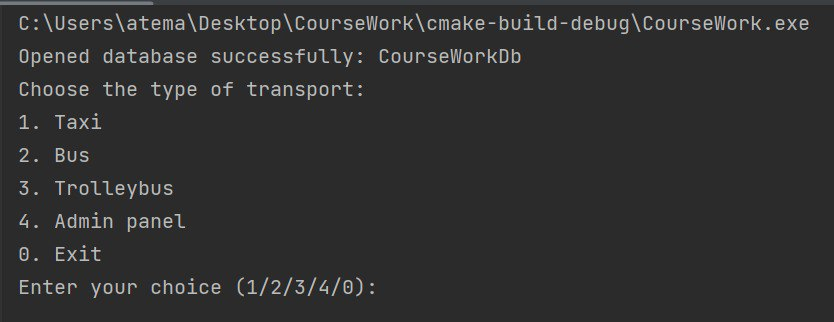 C:\Users\atema\Desktop\CourseWork\cmake-build-debug\CourseWork.exe
Opened database successfully: CourseWorkDb
Choose the type of transport:
1. Taxi
2. Bus
3. Trolleybus
4. Admin panel
0. Exit
Enter your choice (1/2/3/4/0):